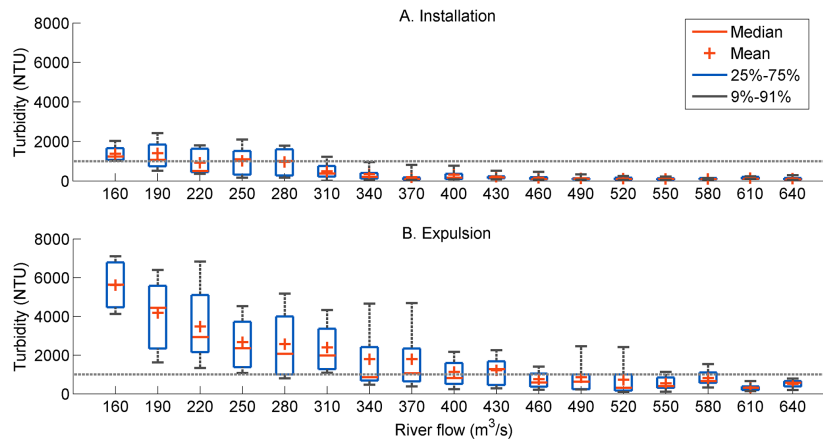 A. Installation
Turbidity (NTU)
8000
6000
4000
2000
0
Median
Mean
25%-75%
9%-91%
160 190 220 250 280 310 340 370 400 430 460 490 520 550 580 610 640
B. Expulsion
Turbidity (NTU)
8000
6000
4000
2000
0
160 190 220 250 280 310 340 370 400 430 460 490 520 550 580 610 640
River flow (m³/s)